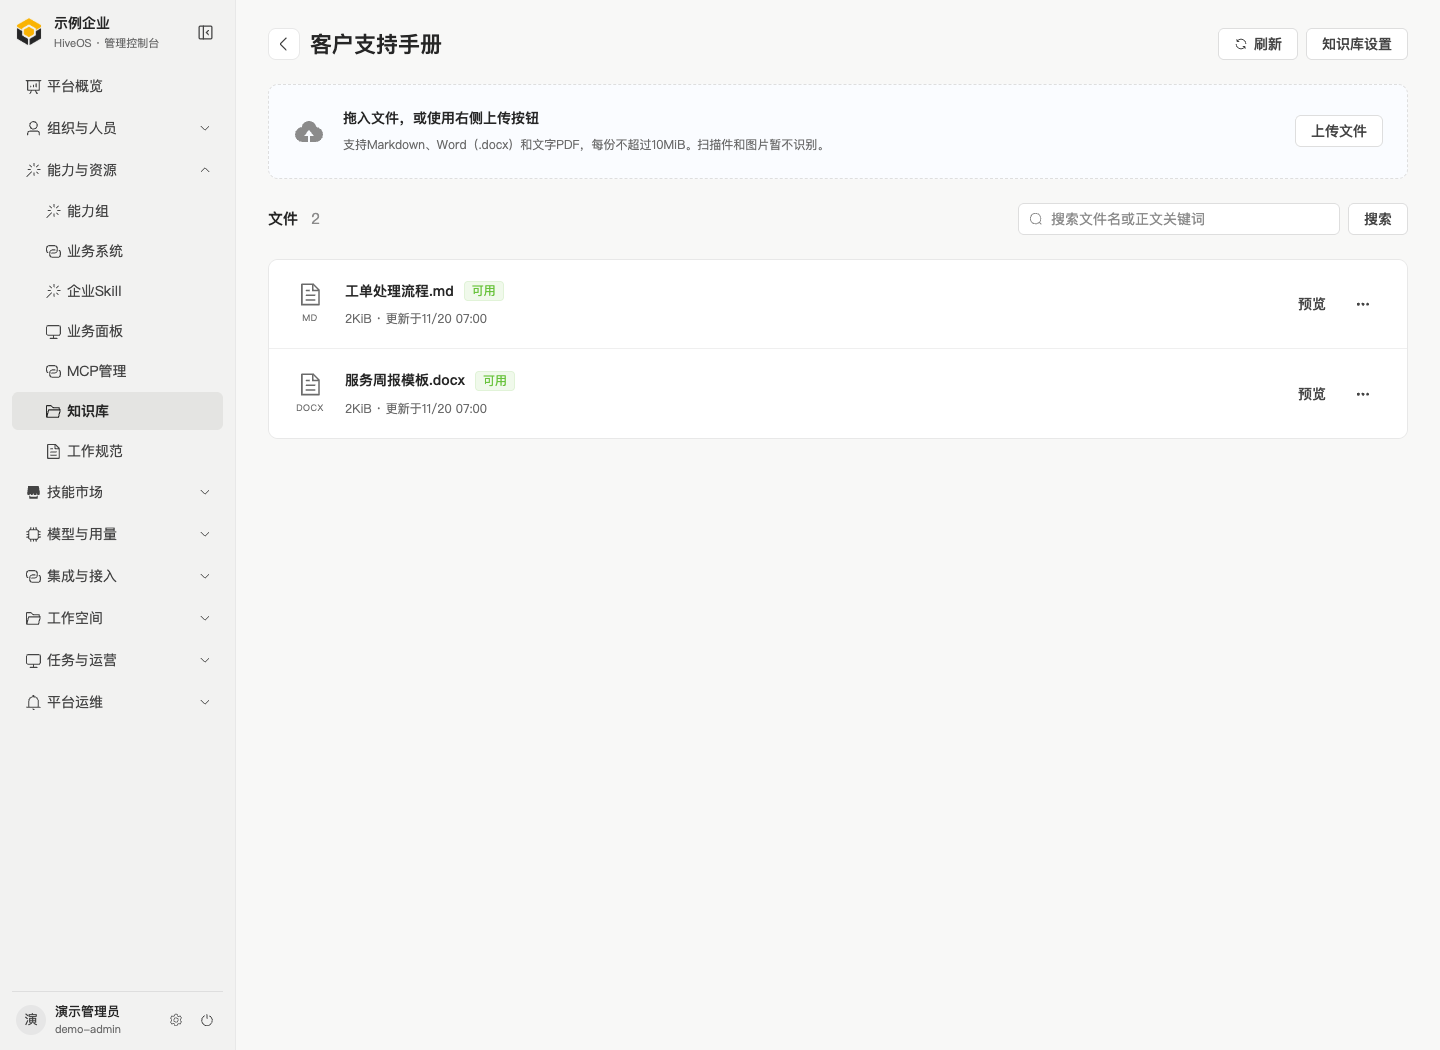 示例企业
HiveOS · 管理控制台
平台概览
组织与人员
能力与资源
能力组
业务系统
企业Skill
业务面板
MCP管理
知识库
工作规范
技能市场
模型与用量
集成与接入
工作空间
任务与运营
平台运维
演
演示管理员
demo-admin
客户支持手册
刷新
知识库设置
拖入文件，或使用右侧上传按钮
支持Markdown、Word（.docx）和文字PDF，每份不超过10MiB。扫描件和图片暂不识别。
上传文件
文件 2
搜索文件名或正文关键词
搜索
MD
工单处理流程.md 可用
2KiB · 更新于11/20 07:00
预览
DOCX
服务周报模板.docx 可用
2KiB · 更新于11/20 07:00
预览